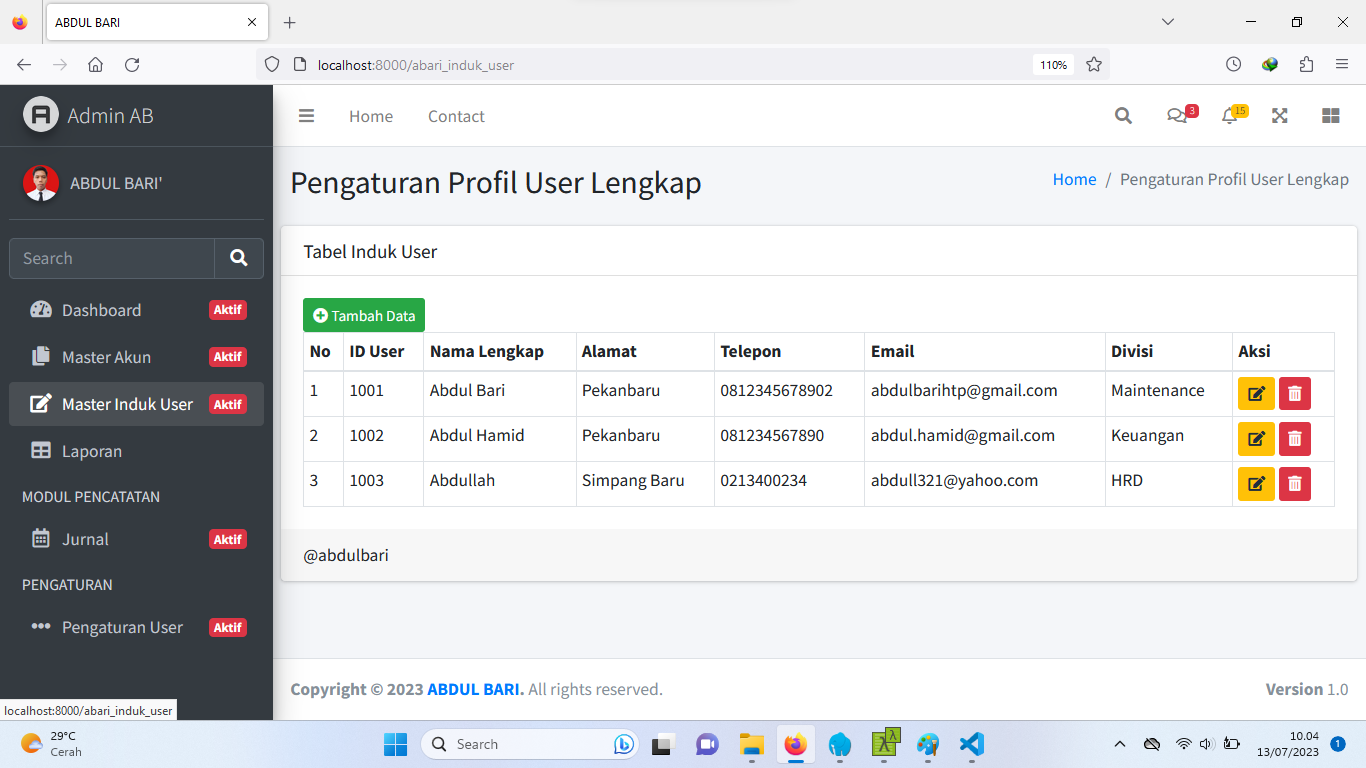 ABDUL BARI
localhost:8000/abari_induk_user
110%
Admin AB
Home
Contact
3
15
ABDUL BARI'
Pengaturan Profil User Lengkap
Home / Pengaturan Profil User Lengkap
Search
Dashboard Aktif
Master Akun Aktif
Master Induk User Aktif
Laporan
MODUL PENCATATAN
Jurnal Aktif
PENGATURAN
Pengaturan User Aktif
Tabel Induk User
Tambah Data
No ID User Nama Lengkap Alamat Telepon Email Divisi Aksi
1 1001 Abdul Bari Pekanbaru 0812345678902 abdulbarihtp@gmail.com Maintenance
2 1002 Abdul Hamid Pekanbaru 081234567890 abdul.hamid@gmail.com Keuangan
3 1003 Abdullah Simpang Baru 0213400234 abdull321@yahoo.com HRD
@abdulbari
Copyright © 2023 ABDUL BARI. All rights reserved.
Version 1.0
localhost:8000/abari_induk_user
29°C
Cerah
Search
10.04
13/07/2023
1